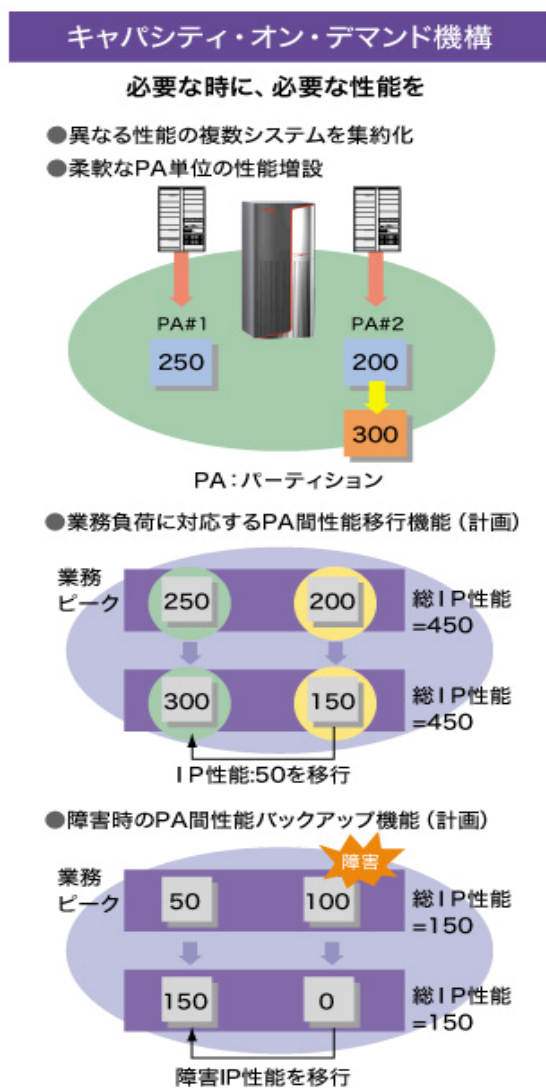 キャパシティ・オン・デマンド機構
必要な時に、必要な性能を
●異なる性能の複数システムを集約化
●柔軟なPA単位の性能増設
PA#1
PA#2
250
200
300
PA：パーティション
●業務負荷に対応するPA間性能移行機能（計画）
業務
ピーク
250
200
総IP性能
=450
300
150
総IP性能
=450
IP性能:50を移行
●障害時のPA間性能バックアップ機能（計画）
障害
業務
ピーク
50
100
総IP性能
=150
150
0
総IP性能
=150
障害IP性能を移行